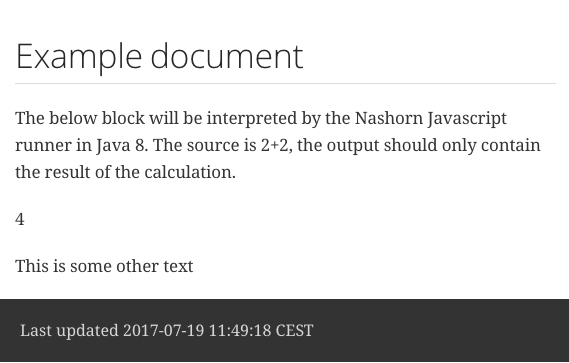 Example document
The below block will be interpreted by the Nashorn Javascript
runner in Java 8. The source is 2+2, the output should only contain
the result of the calculation.
4
This is some other text
Last updated 2017-07-19 11:49:18 CEST